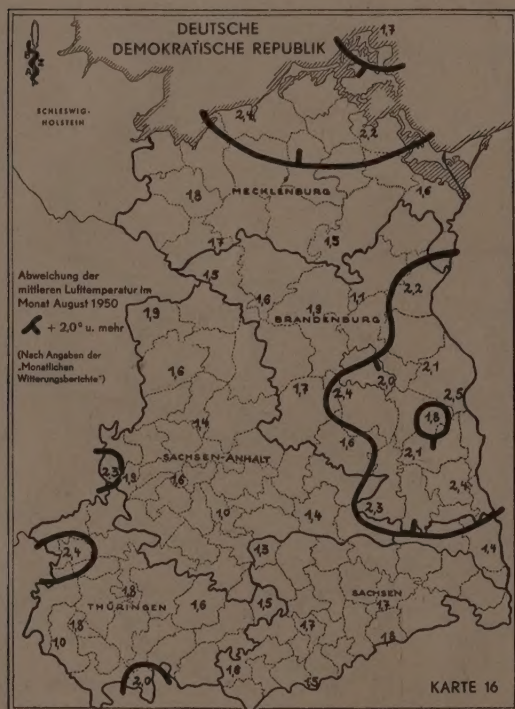 DEUTSCHE
DEMOKRATISCHE REPUBLIK
1,7
SCHLESWIG-
HOLSTEIN
2,4
2,2
MECKLENBURG
1,8
1,6
1,7
1,5
1,5
Abweichung der
mittleren Lufttemperatur im
Monat August 1950
+ 2,0° u. mehr
(Nach Angaben der
„Monatlichen
Witterungsberichte")
1,9
1,6
1,9
1,1
2,2
BRANDENBURG
1,6
2,0
2,1
1,7
2,4
2,5
1,8
1,4
1,6
2,1
SACHSEN-ANHALT
2,3
1,9
1,6
2,4
1,0
1,4
2,3
2,4
1,3
1,4
1,8
THÜRINGEN
1,6
1,5
SACHSEN
1,7
1,8
1,0
1,7
1,8
1,5
1,6
2,0
1,5
KARTE 16